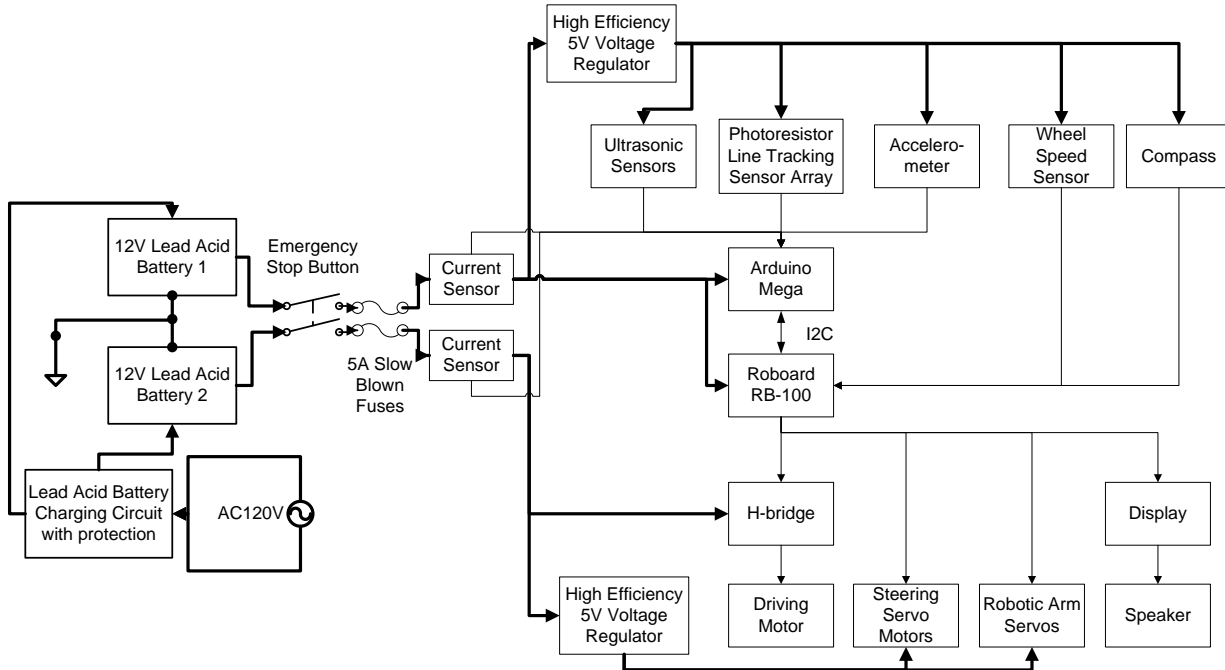 High Efficiency
5V Voltage
Regulator
Ultrasonic
Sensors
Photoresistor
Line Tracking
Sensor Array
Accelero-
meter
Wheel
Speed
Sensor
Compass
12V Lead Acid
Battery 1
Emergency
Stop Button
Current
Sensor
Arduino
Mega
I2C
12V Lead Acid
Battery 2
5A Slow
Blown
Fuses
Current
Sensor
Roboard
RB-100
Lead Acid Battery
Charging Circuit
with protection
AC120V
H-bridge
Display
High Efficiency
5V Voltage
Regulator
Driving
Motor
Steering
Servo
Motors
Robotic Arm
Servos
Speaker